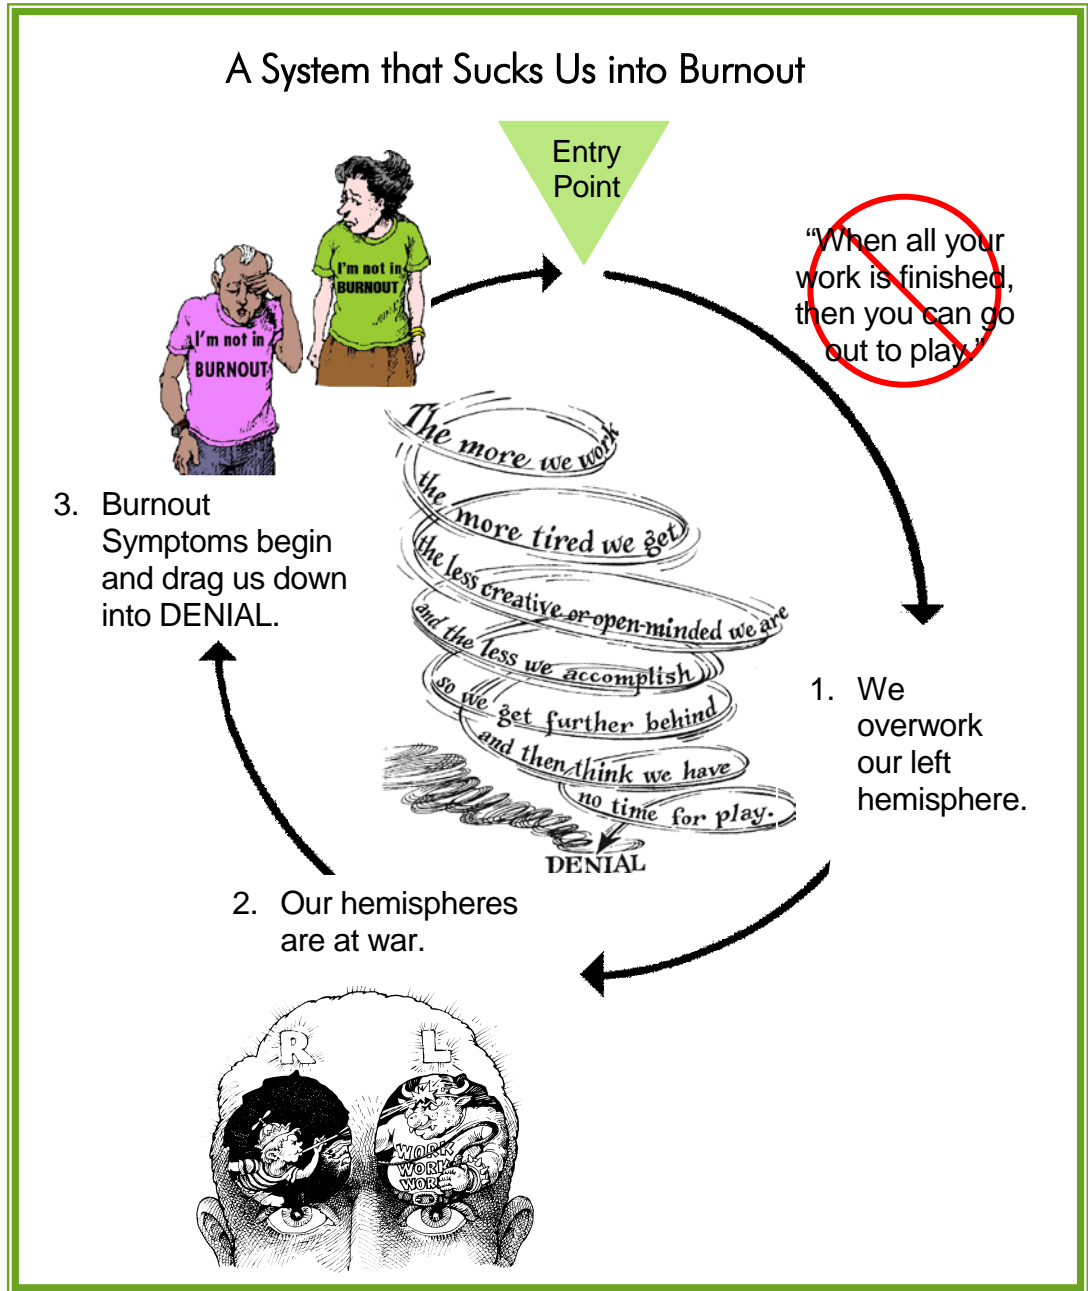 A System that Sucks Us into Burnout
Entry
Point
“When all your
work is finished,
then you can go
out to play.”
I'm not in
BURNOUT
I'm not in
BURNOUT
The more we work
the more tired we get
the less creative or open-minded we are
and the less we accomplish
so we get further behind
and then think we have
no time for play.
DENIAL
1. We
overwork
our left
hemisphere.
2. Our hemispheres
are at war.
3. Burnout
Symptoms begin
and drag us down
into DENIAL.
R L
WORK
WORK
WORK